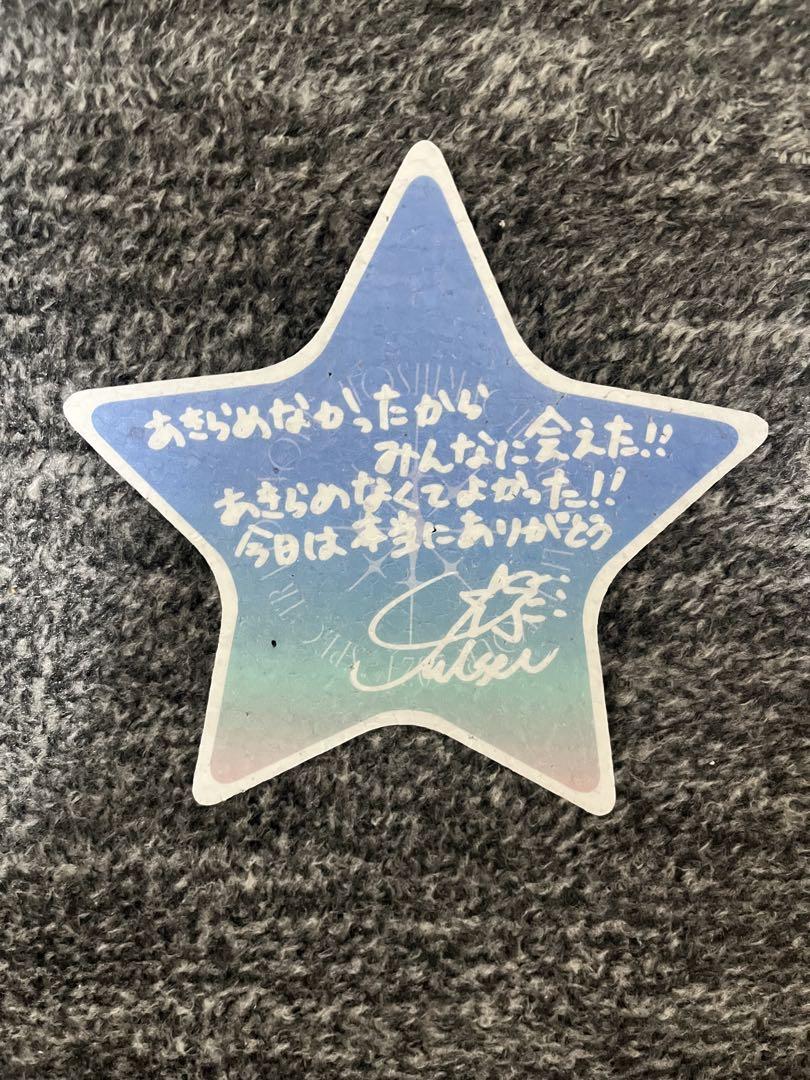 あきらめなかったから
みんなに会えた!!
あきらめなくてよかった!!
今日は本当にありがとう